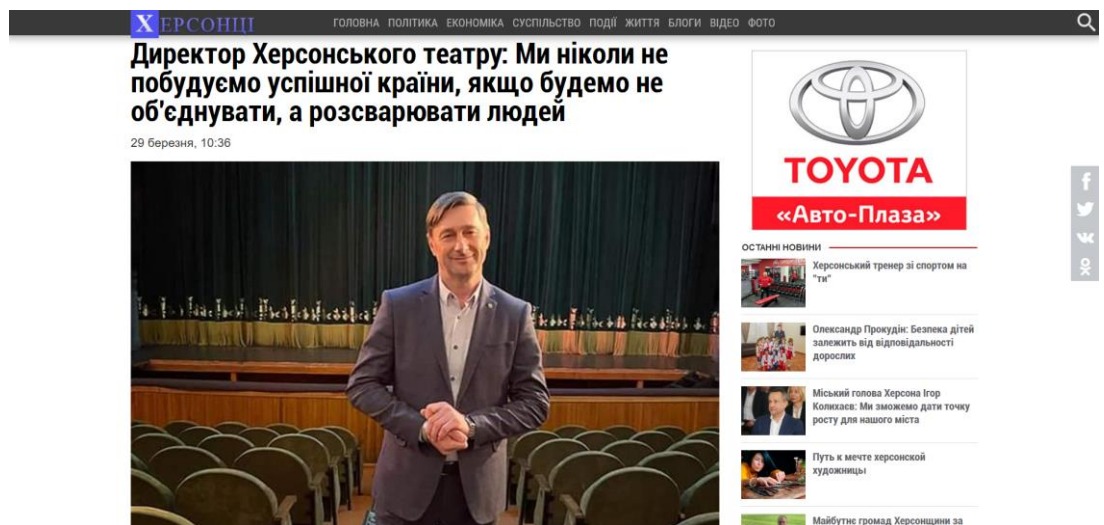 ХЕРСОНЦІ
ГОЛОВНА ПОЛІТИКА ЕКОНОМІКА СУСПІЛЬСТВО ПОДІЇ ЖИТТЯ БЛОГИ ВІДЕО ФОТО
Директор Херсонського театру: Ми ніколи не
побудуємо успішної країни, якщо будемо не
об'єднувати, а розсварювати людей
29 березня, 10:36
TOYOTA
«Авто-Плаза»
ОСТАННІ НОВИНИ
Херсонський тренер зі спортом на
"ти"
Олександр Прокудін: Безпека дітей
залежить від відповідальності
дорослих
Міський голова Херсона Ігор
Колихаєв: Ми зможемо дати точку
росту для нашого міста
Путь к мечте херсонской
художницы
Майбутнє громад Херсонщини за